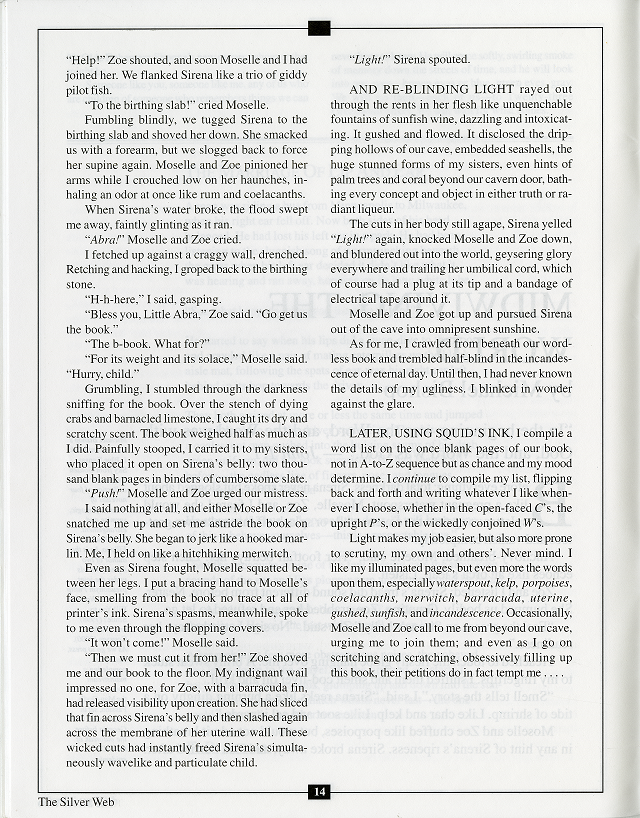 “Help!” Zoe shouted, and soon Moselle and I had
joined her. We flanked Sirena like a trio of giddy
pilot fish.
“To the birthing slab!” cried Moselle.
Fumbling blindly, we tugged Sirena to the
birthing slab and shoved her down. She smacked
us with a forearm, but we slogged back to force
her supine again. Moselle and Zoe pinioned her
arms while I crouched low on her haunches, in-
haling an odor at once like rum and coelacanths.
When Sirena’s water broke, the flood swept
me away, faintly glinting as it ran.
“Abra!” Moselle and Zoe cried.
I fetched up against a craggy wall, drenched.
Retching and hacking, I groped back to the birthing
stone.
“H-h-here,” I said, gasping.
“Bless you, Little Abra,” Zoe said. “Go get us
the book.”
“The b-book. What for?”
“For its weight and its solace,” Moselle said.
“Hurry, child.”
Grumbling, I stumbled through the darkness
sniffing for the book. Over the stench of dying
crabs and barnacled limestone, I caught its dry and
scratchy scent. The book weighed half as much as
I did. Painfully stooped, I carried it to my sisters,
who placed it open on Sirena’s belly: two thou-
sand blank pages in binders of cumbersome slate.
“Push!” Moselle and Zoe urged our mistress.
I said nothing at all, and either Moselle or Zoe
snatched me up and set me astride the book on
Sirena’s belly. She began to jerk like a hooked mar-
lin. Me, I held on like a hitchhiking merwitch.
Even as Sirena fought, Moselle squatted be-
tween her legs. I put a bracing hand to Moselle’s
face, smelling from the book no trace at all of
printer’s ink. Sirena’s spasms, meanwhile, spoke
to me even through the flopping covers.
“It won’t come!” Moselle said.
“Then we must cut it from her!” Zoe shoved
me and our book to the floor. My indignant wail
impressed no one, for Zoe, with a barracuda fin,
had released visibility upon creation. She had sliced
that fin across Sirena’s belly and then slashed again
across the membrane of her uterine wall. These
wicked cuts had instantly freed Sirena’s simulta-
neously wavelike and particulate child.
“Light!” Sirena spouted.
AND RE-BLINDING LIGHT rayed out
through the rents in her flesh like unquenchable
fountains of sunfish wine, dazzling and intoxicat-
ing. It gushed and flowed. It disclosed the drip-
ping hollows of our cave, embedded seashells, the
huge stunned forms of my sisters, even hints of
palm trees and coral beyond our cavern door, bath-
ing every concept and object in either truth or ra-
diant liqueur.
The cuts in her body still agape, Sirena yelled
“Light!” again, knocked Moselle and Zoe down,
and blundered out into the world, geysering glory
everywhere and trailing her umbilical cord, which
of course had a plug at its tip and a bandage of
electrical tape around it.
Moselle and Zoe got up and pursued Sirena
out of the cave into omnipresent sunshine.
As for me, I crawled from beneath our word-
less book and trembled half-blind in the incandes-
cence of eternal day. Until then, I had never known
the details of my ugliness. I blinked in wonder
against the glare.
LATER, USING SQUID’S INK, I compile a
word list on the once blank pages of our book,
not in A-to-Z sequence but as chance and my mood
determine. I continue to compile my list, flipping
back and forth and writing whatever I like when-
ever I choose, whether in the open-faced C’s, the
upright P’s, or the wickedly conjoined W’s.
Light makes my job easier, but also more prone
to scrutiny, my own and others’. Never mind. I
like my illuminated pages, but even more the words
upon them, especially waterspout, kelp, porpoises,
coelacanths, merwitch, barracuda, uterine,
gushed, sunfish, and incandescence. Occasionally,
Moselle and Zoe call to me from beyond our cave,
urging me to join them; and even as I go on
scritching and scratching, obsessively filling up
this book, their petitions do in fact tempt me . . . .
14
The Silver Web